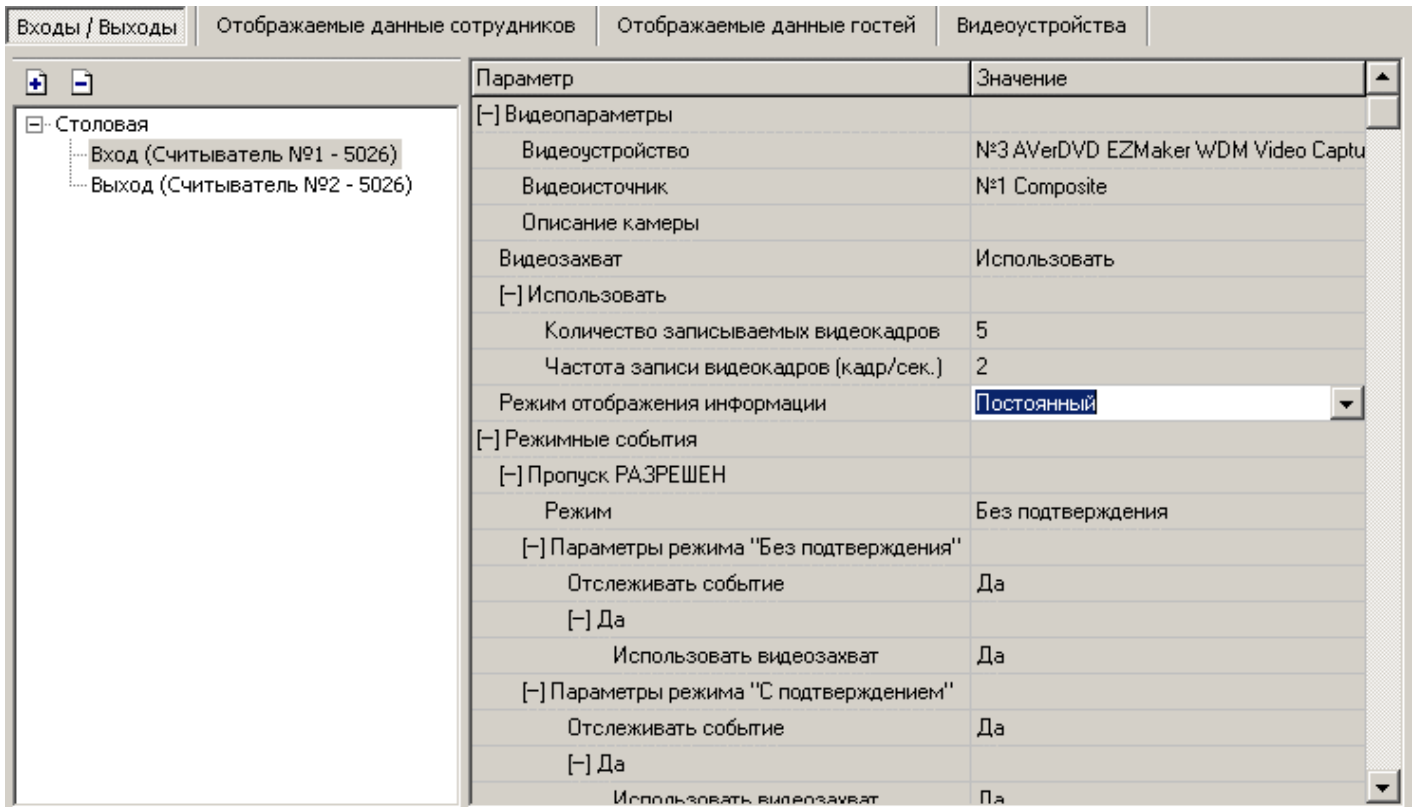 Входы / Выходы Отображаемые данные сотрудников Отображаемые данные гостей Видеоустройства
Столовая
Вход (Считыватель №1 - 5026)
Выход (Считыватель №2 - 5026)
Параметр Значение
[−] Видеопараметры
Видеоустройство №3 AVerDVD EZMaker WDM Video Captu
Видеоисточник №1 Composite
Описание камеры
Видеозахват Использовать
[−] Использовать
Количество записываемых видеокадров 5
Частота записи видеокадров (кадр/сек.) 2
Режим отображения информации Постоянный
[−] Режимные события
[−] Пропуск РАЗРЕШЕН
Режим Без подтверждения
[−] Параметры режима "Без подтверждения"
Отслеживать событие Да
[−] Да
Использовать видеозахват Да
[−] Параметры режима "С подтверждением"
Отслеживать событие Да
[−] Да
Использовать видеозахват Да